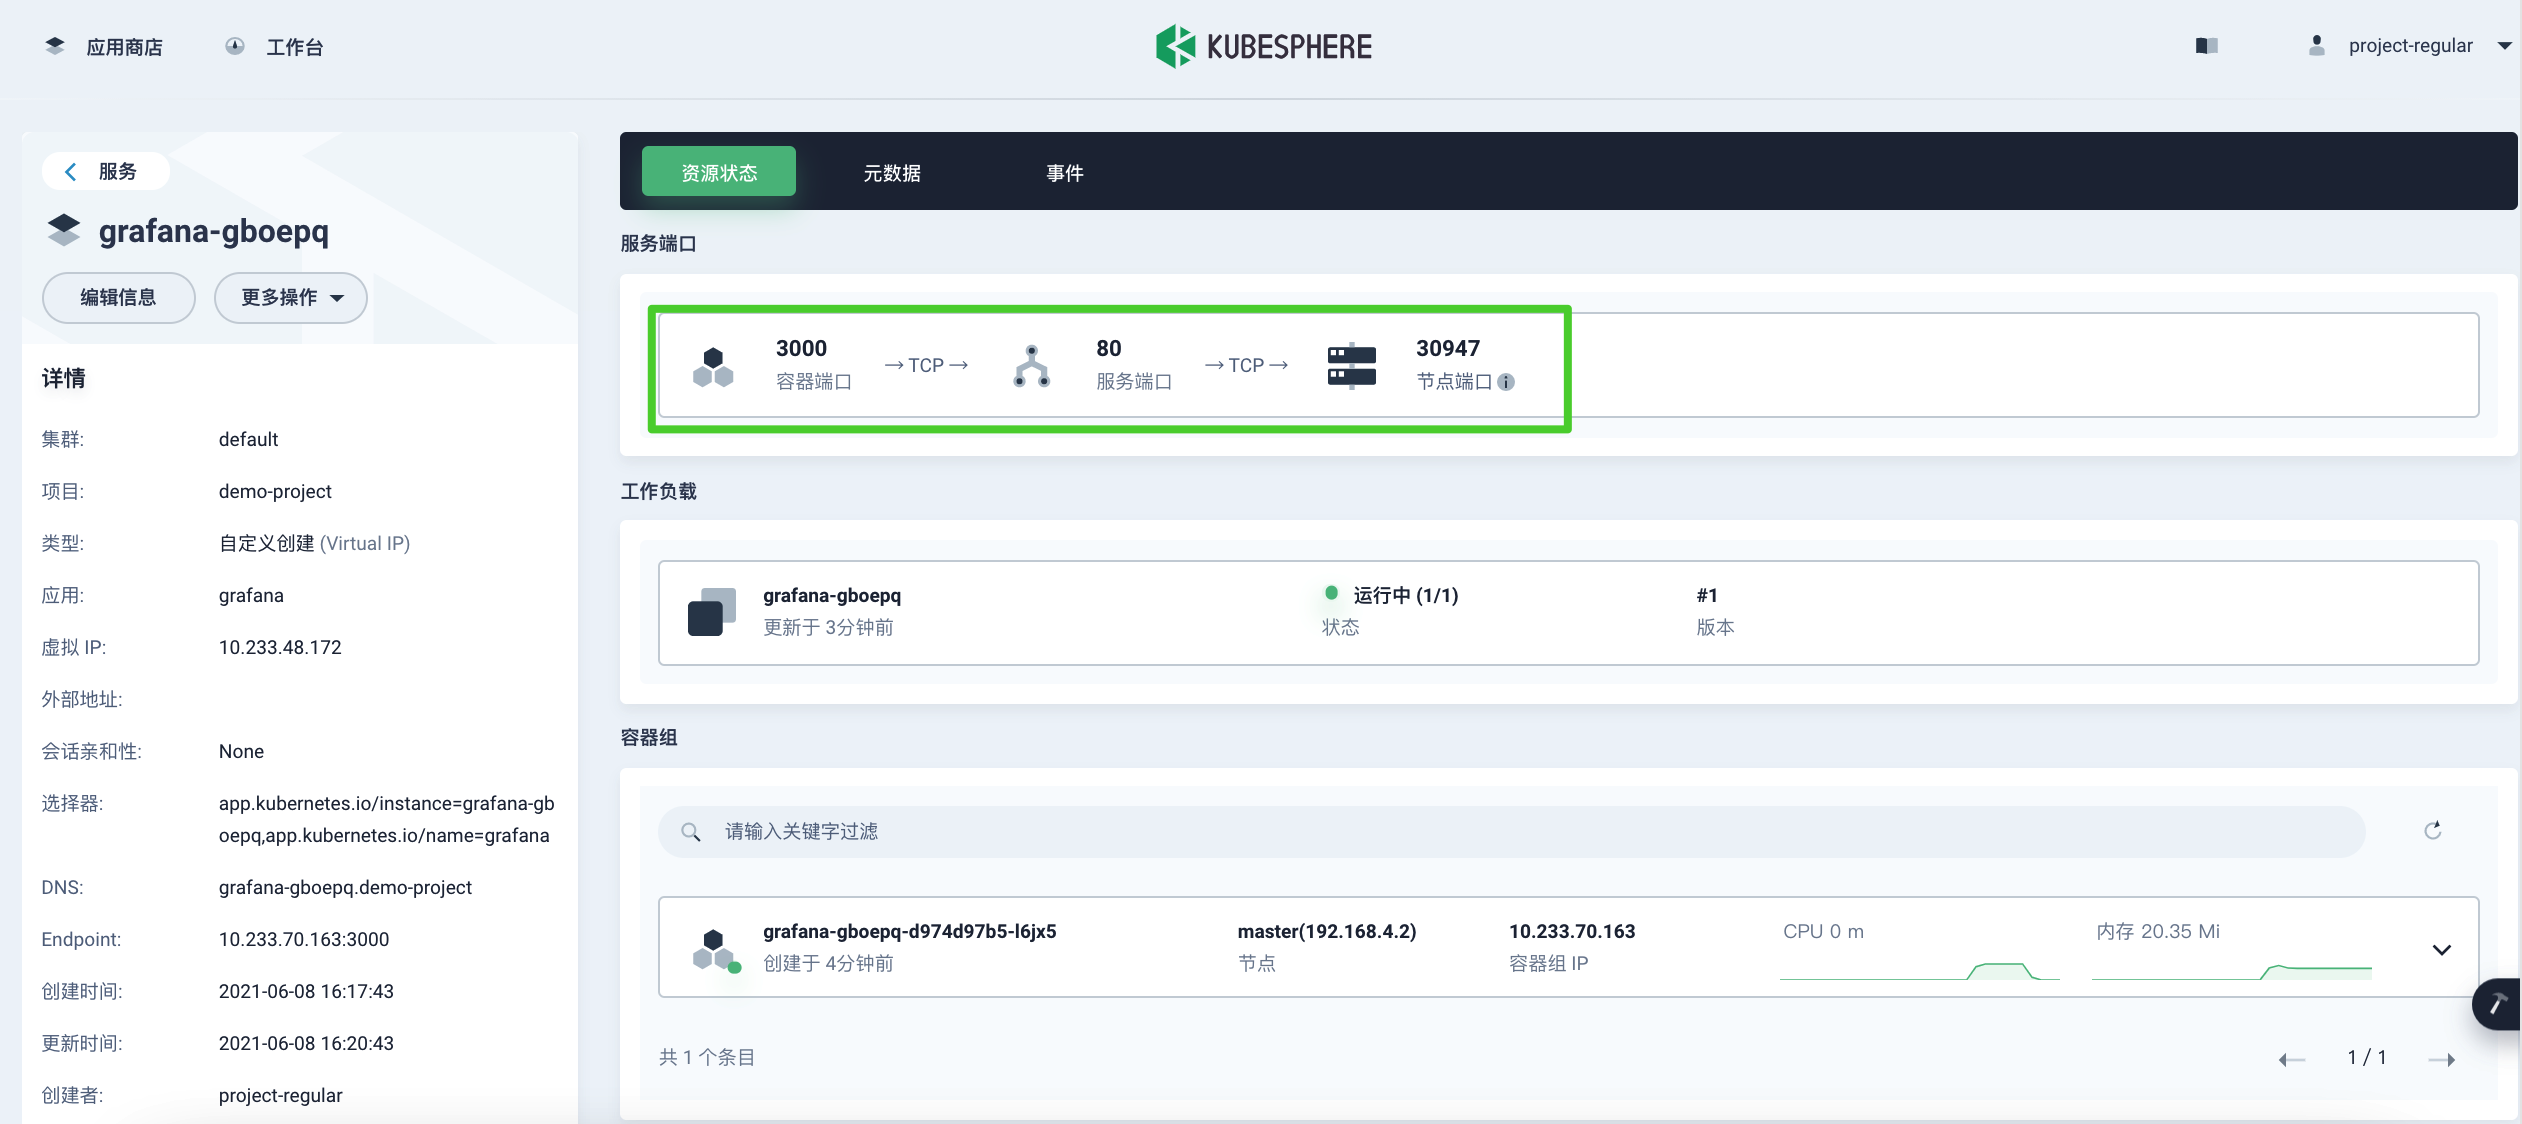 应用商店
工作台
KUBESPHERE
project-regular
服务
grafana-gboepq
编辑信息
更多操作
详情
集群:
default
项目:
demo-project
类型:
自定义创建 (Virtual IP)
应用:
grafana
虚拟 IP:
10.233.48.172
外部地址:
会话亲和性:
None
选择器:
app.kubernetes.io/instance=grafana-gb
oepq,app.kubernetes.io/name=grafana
DNS:
grafana-gboepq.demo-project
Endpoint:
10.233.70.163:3000
创建时间:
2021-06-08 16:17:43
更新时间:
2021-06-08 16:20:43
创建者:
project-regular
资源状态
元数据
事件
服务端口
3000
容器端口
→TCP→
80
服务端口
→TCP→
30947
节点端口
工作负载
grafana-gboepq
更新于 3分钟前
运行中 (1/1)
状态
#1
版本
容器组
请输入关键字过滤
grafana-gboepq-d974d97b5-l6jx5
创建于 4分钟前
master(192.168.4.2)
节点
10.233.70.163
容器组 IP
CPU 0 m
内存 20.35 Mi
共 1 个条目
1 / 1